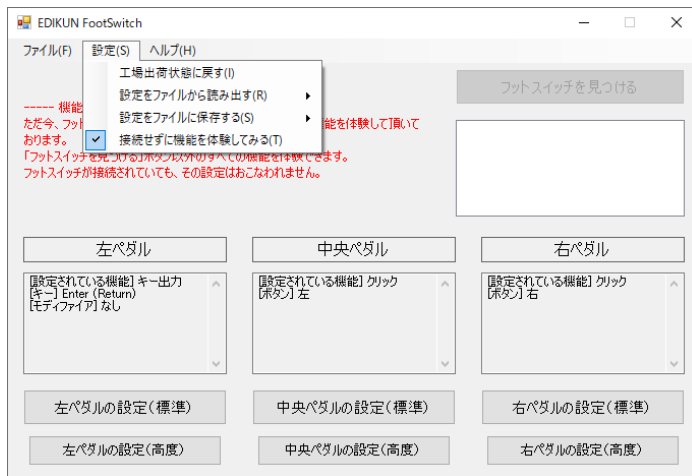 EDIKUN FootSwitch
ファイル(F) 設定(S) ヘルプ(H)
工場出荷状態に戻す(I)
設定をファイルから読み出す(R)
設定をファイルに保存する(S)
接続せずに機能を体験してみる(T)
フットスイッチを見つける
----- 機能
ただ今、フット 能を体験して頂いて
おります。
「フットスイッチを見つける」ボタン以外のすべての機能を体験できます。
フットスイッチが接続されていても、その設定はおこなわれません。
左ペダル 中央ペダル 右ペダル
[設定されている機能] キー出力
[キー] Enter (Return)
[モディファイア] なし
[設定されている機能] クリック
[ボタン] 左
[設定されている機能] クリック
[ボタン] 右
左ペダルの設定(標準) 中央ペダルの設定(標準) 右ペダルの設定(標準)
左ペダルの設定(高度) 中央ペダルの設定(高度) 右ペダルの設定(高度)